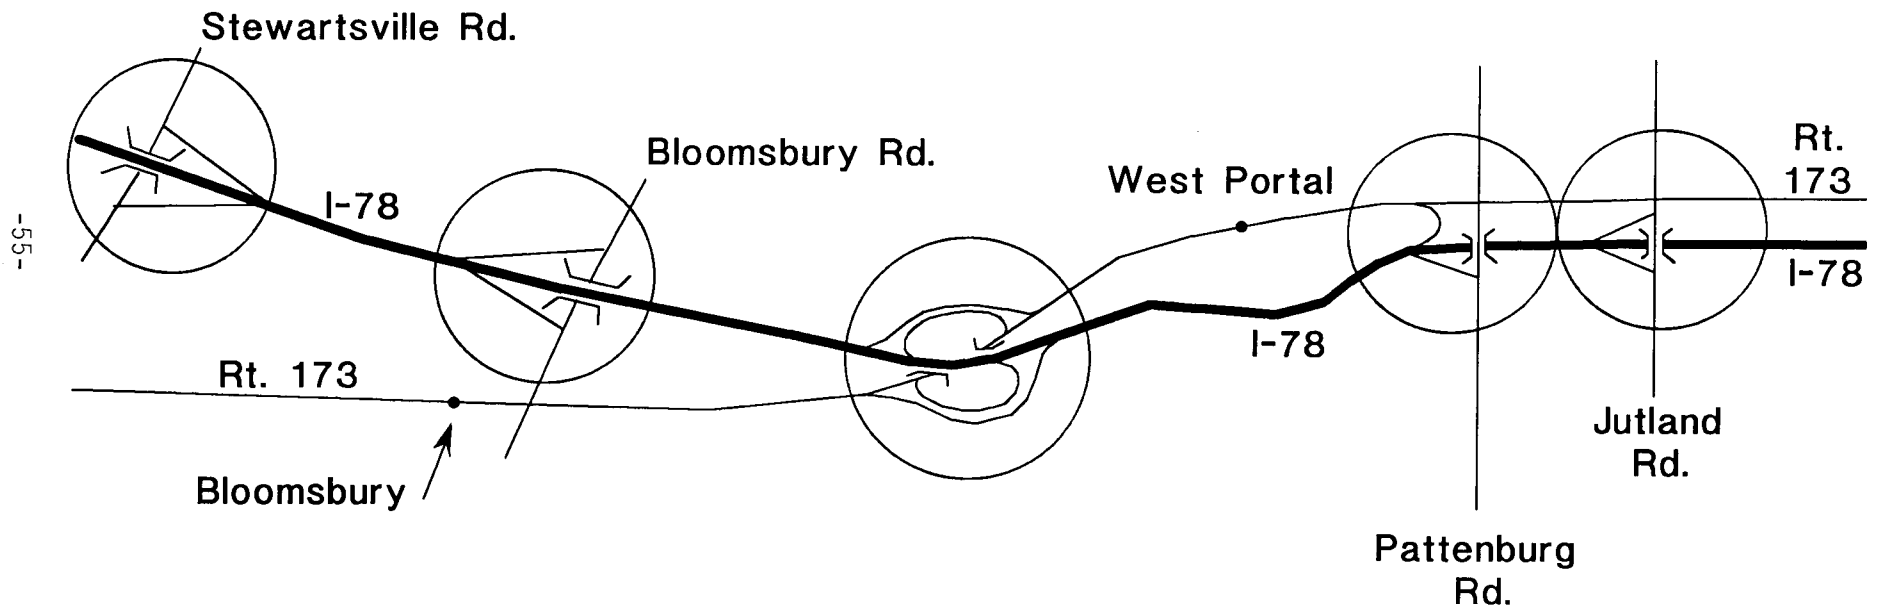 Stewartsville Rd.
Bloomsbury Rd.
West Portal
Rt.
173
I-78
I-78
I-78
Rt. 173
Bloomsbury
Jutland
Rd.
Pattenburg
Rd.
-55-